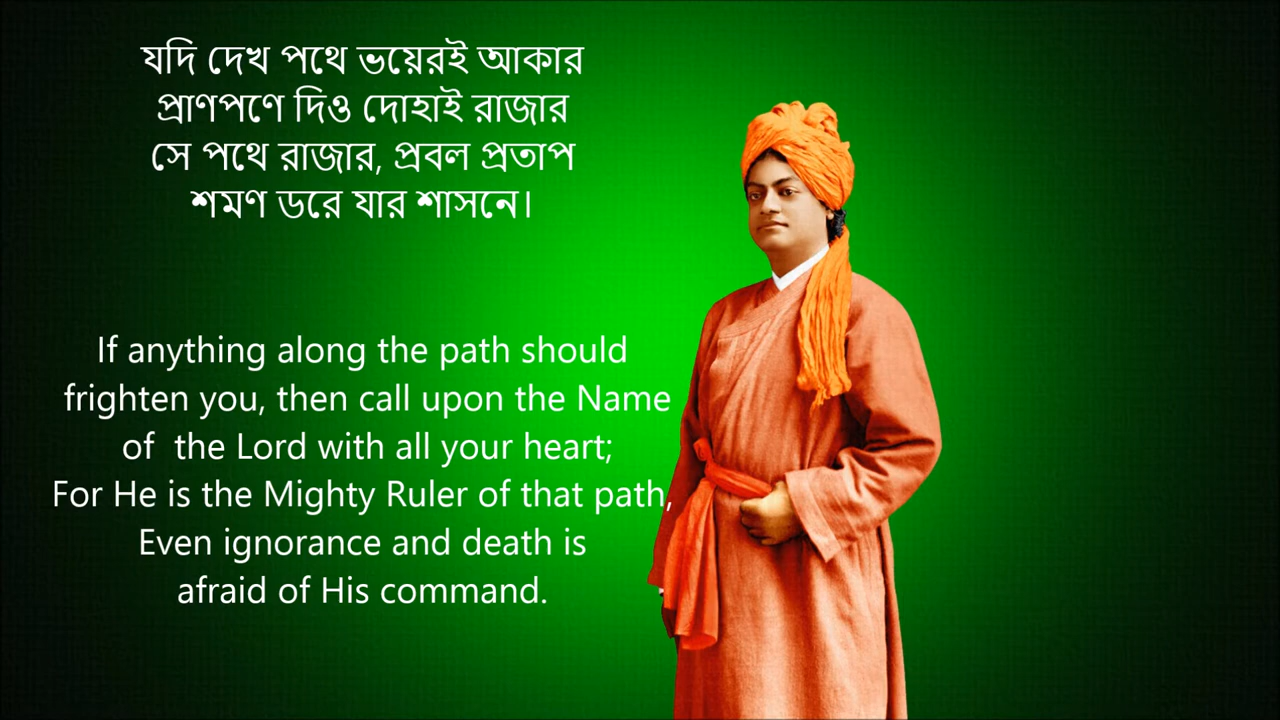 যদি দেখ পথে ভয়েরই আকার
প্রাণপণে দিও দোহাই রাজার
সে পথে রাজার, প্রবল প্রতাপ
শমণ ডরে যার শাসনে।
If anything along the path should
frighten you, then call upon the Name
of the Lord with all your heart;
For He is the Mighty Ruler of that path,
Even ignorance and death is
afraid of His command.